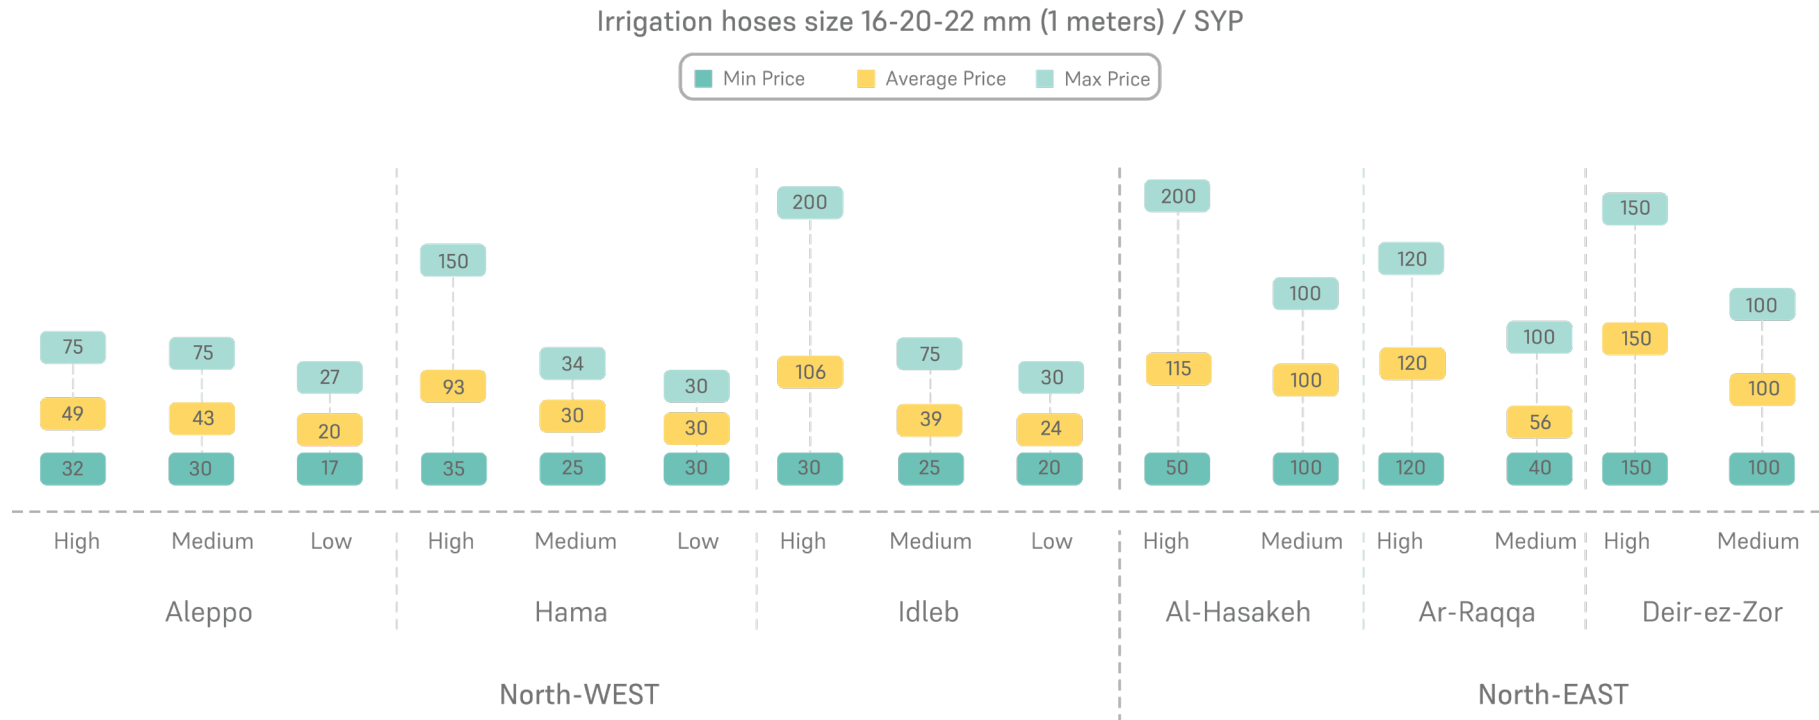 Irrigation hoses size 16-20-22 mm (1 meters) / SYP
Min Price Average Price Max Price
200 200 150
150 120
100 100
75 75 34 75 100
27 30 30
106 115 120 150
93 100 100
49 43 20 30 30 39 24 56
32 30 17 35 25 30 30 25 20 50 100 120 40 150 100
High Medium Low High Medium Low High Medium Low High Medium High Medium High Medium
Aleppo Hama Idleb Al-Hasakeh Ar-Raqqa Deir-ez-Zor
North-WEST North-EAST